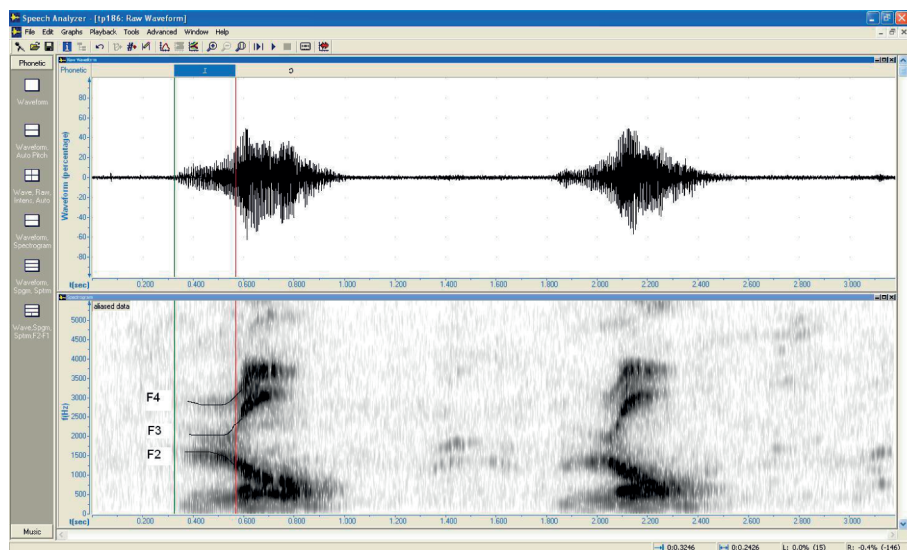 Speech Analyzer - [tp186: Raw Waveform]
File Edit Graphs Playback Tools Advanced Window Help
Phonetic
Waveform
Waveform,
Auto Pitch
Wave, Raw,
Intens, Auto
Waveform,
Spectrogram
Waveform,
Spgm, Sptm
Wave,Spgm,
Sptm,F2-F1
Music
Raw Waveform
Phonetic
Waveform (percentage)
80
60
40
20
0
-20
-40
-60
-80
t(sec) 0.200 0.400 0.600 0.800 1.000 1.200 1.400 1.600 1.800 2.000 2.200 2.400 2.600 2.800 3.000
Spectrogram
aliased data
f(Hz)
5000
4500
4000
3500
3000
2500
2000
1500
1000
500
0
F4
F3
F2
t(sec) 0.200 0.400 0.600 0.800 1.000 1.200 1.400 1.600 1.800 2.000 2.200 2.400 2.600 2.800 3.000
0:0.3246 0:0.2426 L: 0.0% (15) R: -0.4% (-146)